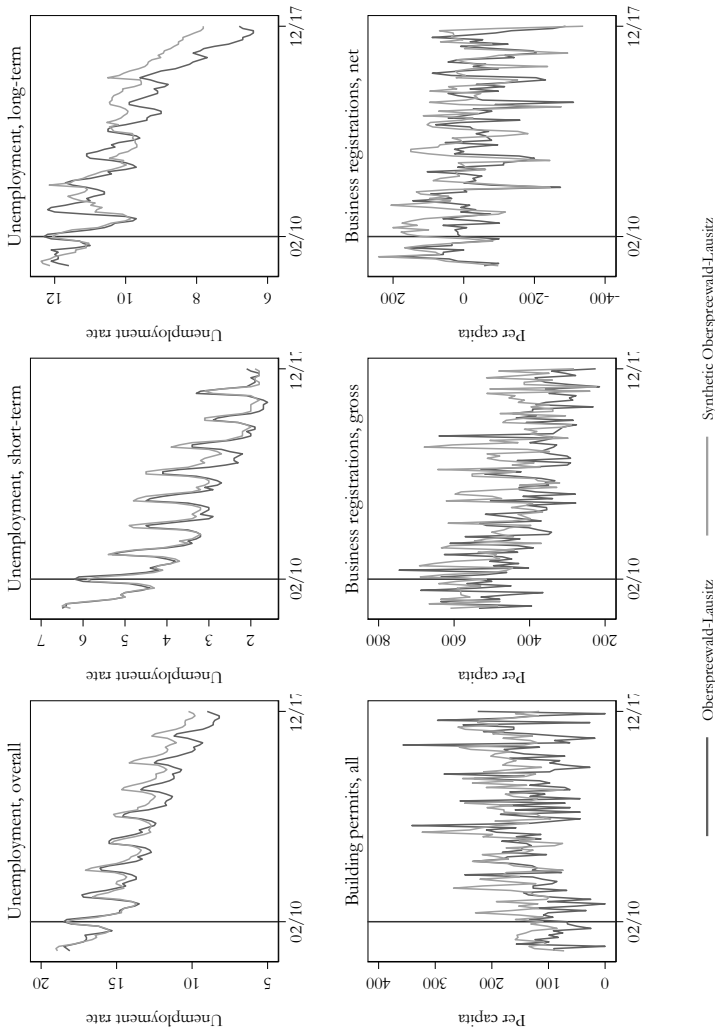 Unemployment, overall
Unemployment rate
20
15
10
5
02/10
12/17
Unemployment, short-term
Unemployment rate
7
6
5
4
3
2
02/10
12/17
Unemployment, long-term
Unemployment rate
12
10
8
6
02/10
12/17
Building permits, all
Per capita
400
300
200
100
0
02/10
12/17
Business registrations, gross
Per capita
800
600
400
200
02/10
12/17
Business registrations, net
Per capita
200
0
-200
-400
02/10
12/17
Oberspreewald-Lausitz
Synthetic Oberspreewald-Lausitz